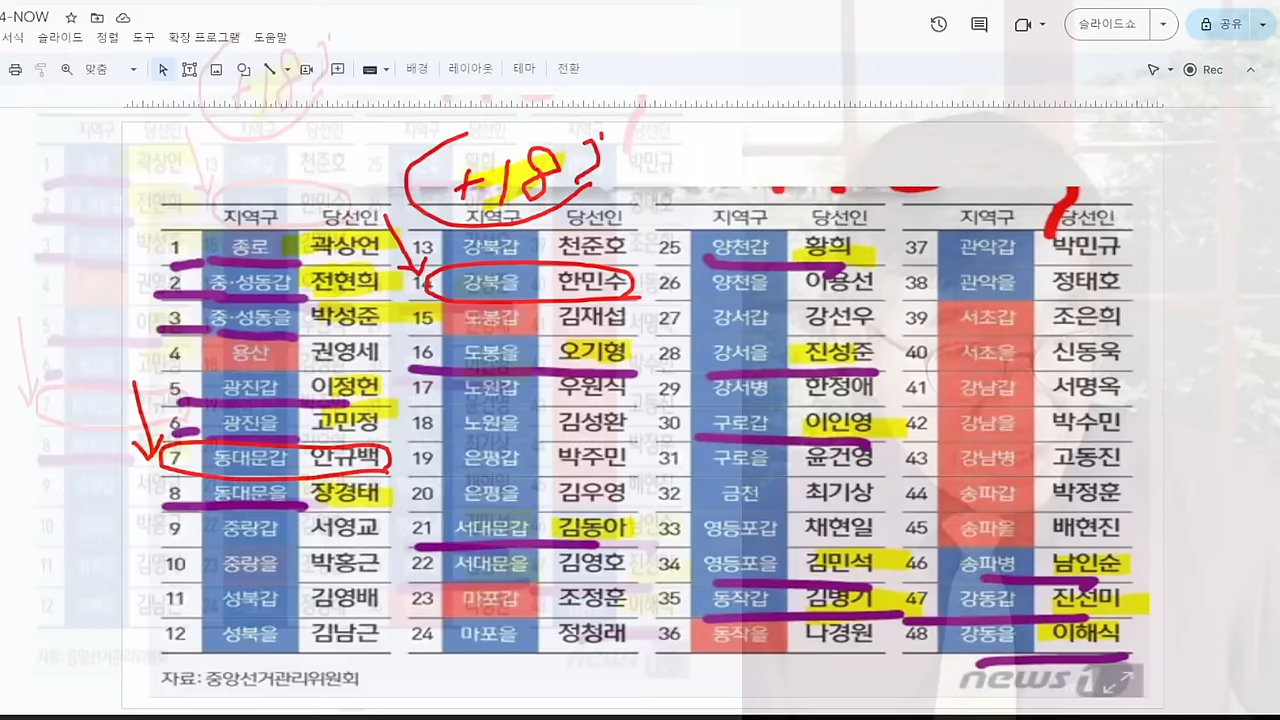 4-NOW
서식 슬라이드 정렬 도구 확장 프로그램 도움말
슬라이드쇼
공유
맞춤
배경 레이아웃 테마 전환
Rec
+18
지역구 당선인 지역구 당선인 지역구 당선인 지역구 당선인
1 종로 곽상언 13 강북갑 천준호 25 양천갑 황희 37 관악갑 박민규
2 중·성동갑 전현희 14 강북을 한민수 26 양천을 이용선 38 관악을 정태호
3 중·성동을 박성준 15 도봉갑 김재섭 27 강서갑 강선우 39 서초갑 조은희
4 용산 권영세 16 도봉을 오기형 28 강서을 진성준 40 서초을 신동욱
5 광진갑 이정헌 17 노원갑 우원식 29 강서병 한정애 41 강남갑 서명옥
6 광진을 고민정 18 노원을 김성환 30 구로갑 이인영 42 강남을 박수민
7 동대문갑 안규백 19 은평갑 박주민 31 구로을 윤건영 43 강남병 고동진
8 동대문을 장경태 20 은평을 김우영 32 금천 최기상 44 송파갑 박정훈
9 중랑갑 서영교 21 서대문갑 김동아 33 영등포갑 채현일 45 송파을 배현진
10 중랑을 박홍근 22 서대문을 김영호 34 영등포을 김민석 46 송파병 남인순
11 성북갑 김영배 23 마포갑 조정훈 35 동작갑 김병기 47 강동갑 진선미
12 성북을 김남근 24 마포을 정청래 36 동작을 나경원 48 강동을 이해식
자료: 중앙선거관리위원회
news1